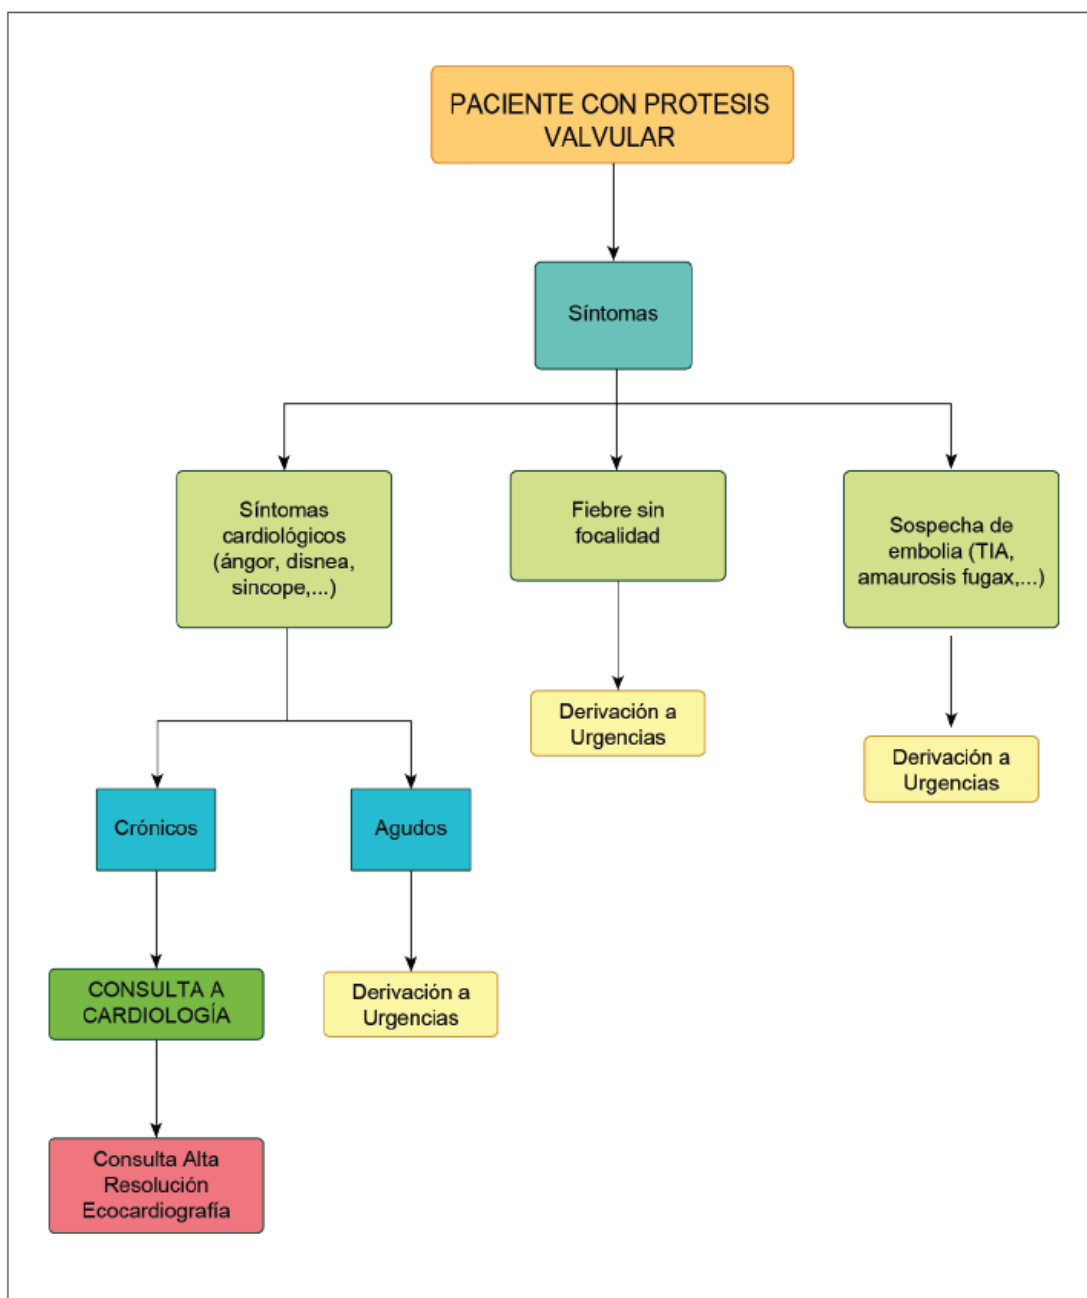 PACIENTE CON PROTESIS
VALVULAR
Síntomas
Síntomas
cardiológicos
(ángor, disnea,
sincope,...)
Fiebre sin
focalidad
Sospecha de
embolia (TIA,
amaurosis fugax,...)
Derivación a
Urgencias
Derivación a
Urgencias
Crónicos
Agudos
CONSULTA A
CARDIOLOGÍA
Derivación a
Urgencias
Consulta Alta
Resolución
Ecocardiografía